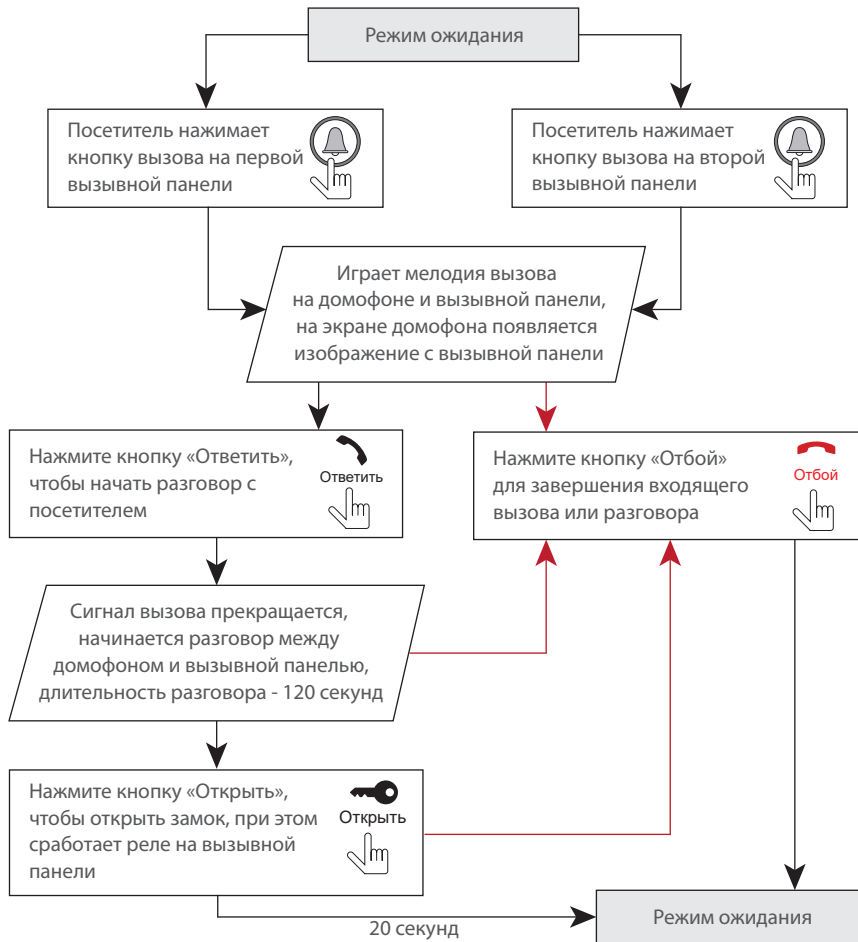 Режим ожидания
Посетитель нажимает
кнопку вызова на первой
вызывной панели
Посетитель нажимает
кнопку вызова на второй
вызывной панели
Играет мелодия вызова
на домофоне и вызывной панели,
на экране домофона появляется
изображение с вызывной панели
Нажмите кнопку «Ответить»,
чтобы начать разговор с
посетителем
Ответить
Нажмите кнопку «Отбой»
для завершения входящего
вызова или разговора
Отбой
Сигнал вызова прекращается,
начинается разговор между
домофоном и вызывной панелью,
длительность разговора - 120 секунд
Нажмите кнопку «Открыть»,
чтобы открыть замок, при этом
сработает реле на вызывной
панели
Открыть
20 секунд
Режим ожидания